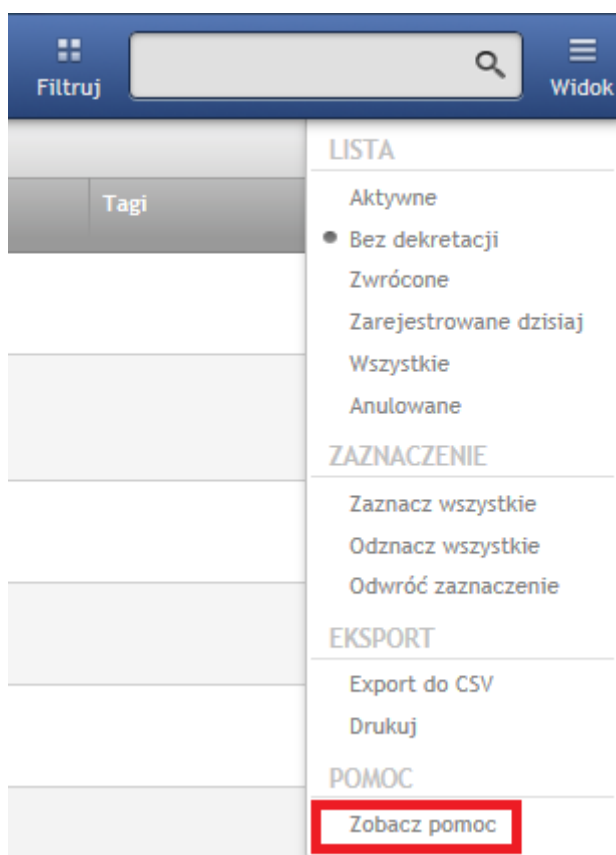 Filtruj
Widok
Tagi
LISTA
Aktywne
Bez dekretacji
Zwrócone
Zarejestrowane dzisiaj
Wszystkie
Anulowane
ZAZNACZENIE
Zaznacz wszystkie
Odznacz wszystkie
Odwróć zaznaczenie
EKSPORT
Export do CSV
Drukuj
POMOC
Zobacz pomoc